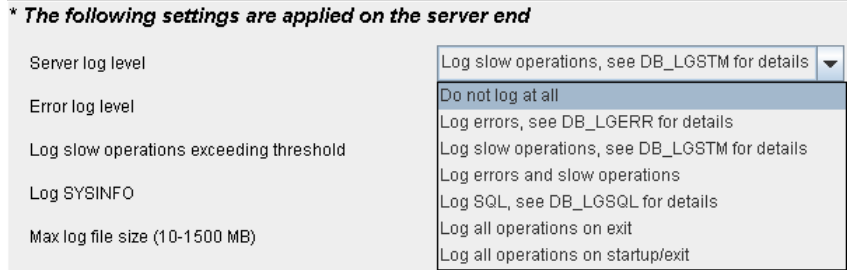 * The following settings are applied on the server end
Server log level
Log slow operations, see DB_LGSTM for details
Do not log at all
Error log level
Log errors, see DB_LGERR for details
Log slow operations exceeding threshold
Log slow operations, see DB_LGSTM for details
Log errors and slow operations
Log SYSINFO
Log SQL, see DB_LGSQL for details
Log all operations on exit
Max log file size (10-1500 MB)
Log all operations on startup/exit